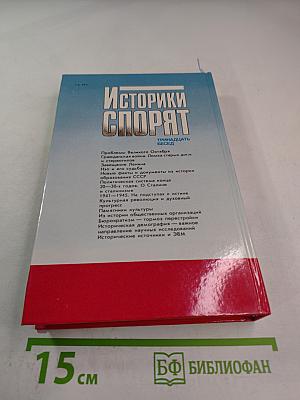 ИСТОРИКИ
СПОРЯТ
ТРИНАДЦАТЬ
БЕСЕД
Проблемы Великого Октября
Гражданская война: Ломка старых догм
и стереотипов
Завещание Ленина
Нэп и его судьба
Новые факты и документы из истории
образования СССР
Политическая система конца
20—30-х годов. О Сталине
и сталинизме
1941—1945. На подступах к истине
Культурная революция и духовный
прогресс
Памятники культуры
Из истории общественных организаций
Бюрократизм — тормоз перестройки
Историческая демография — важное
направление научных исследований
Исторические источники и ЭВМ
15 см
БФ БИБЛИОФАН